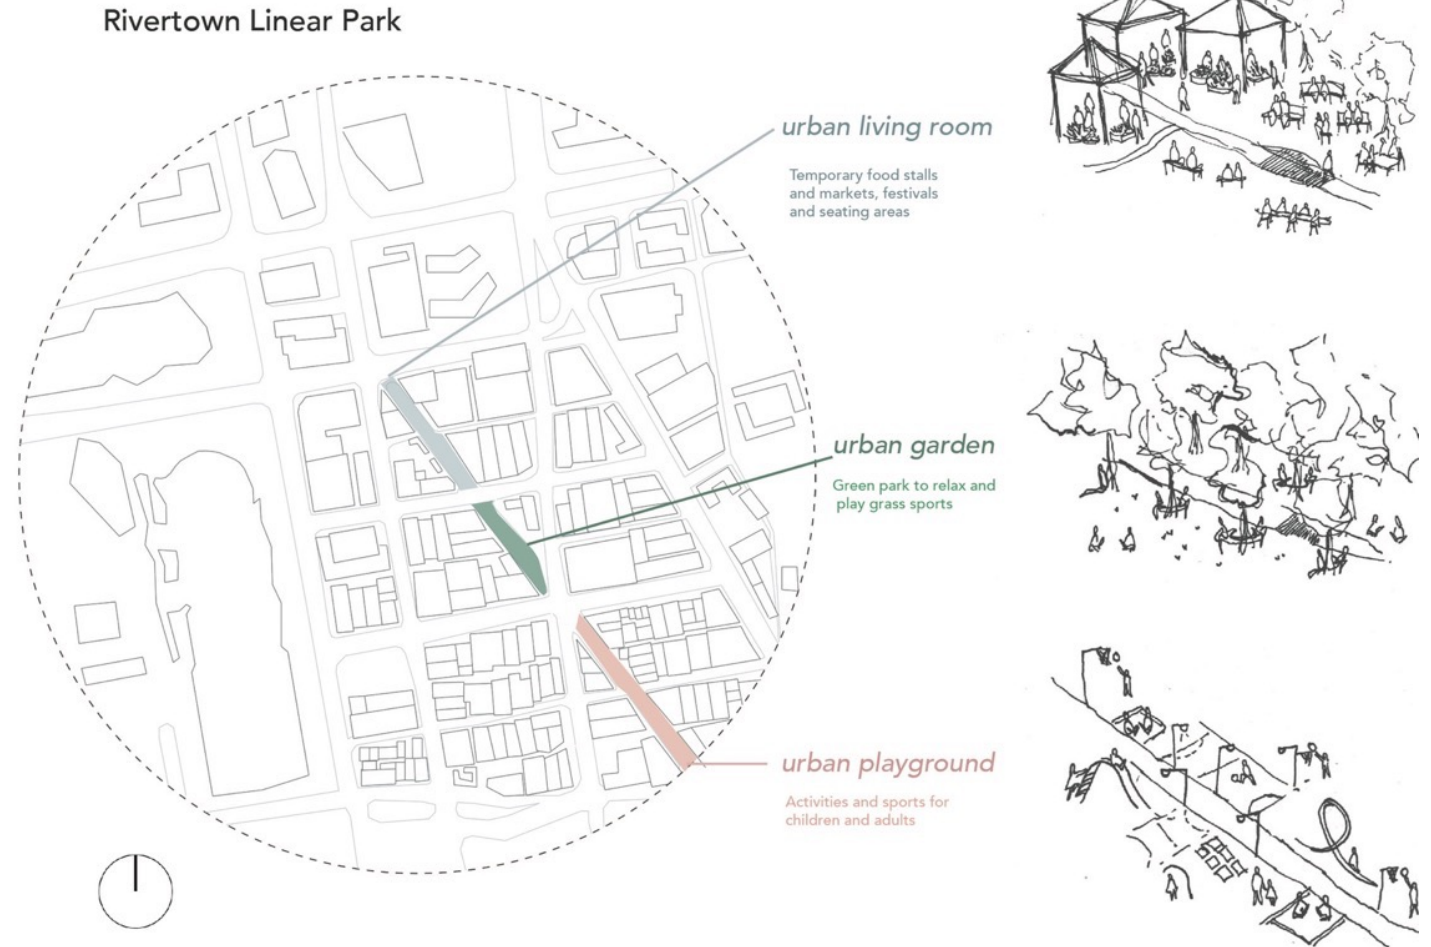 Rivertown Linear Park
urban living room
Temporary food stalls
and markets, festivals
and seating areas
urban garden
Green park to relax and
play grass sports
urban playground
Activities and sports for
children and adults